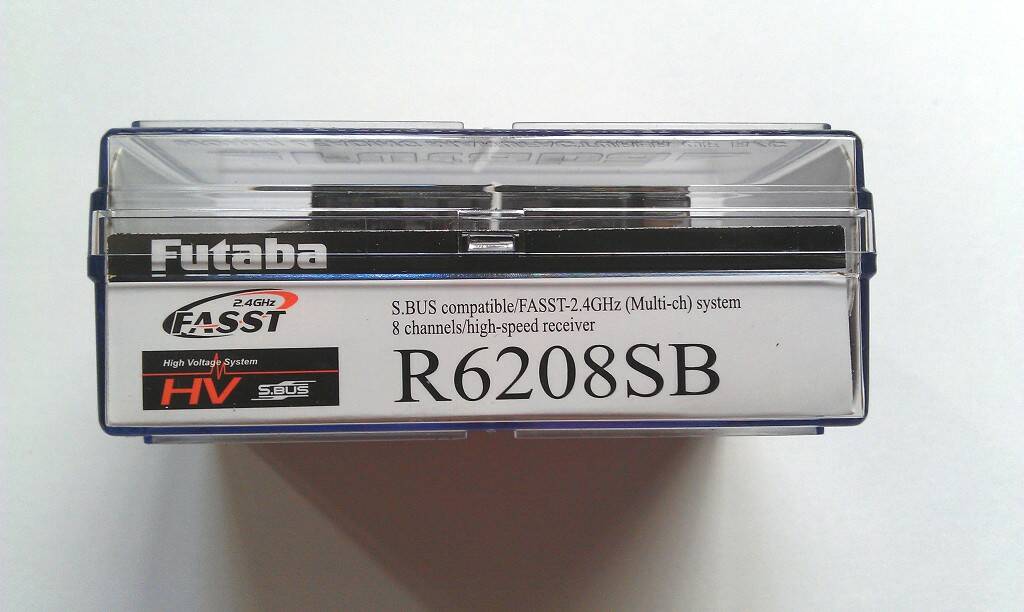 Futaba
2.4GHz
FASST
S.BUS compatible/FASST-2.4GHz (Multi-ch) system
8 channels/high-speed receiver
R6208SB
High Voltage System
HV
S.BUS